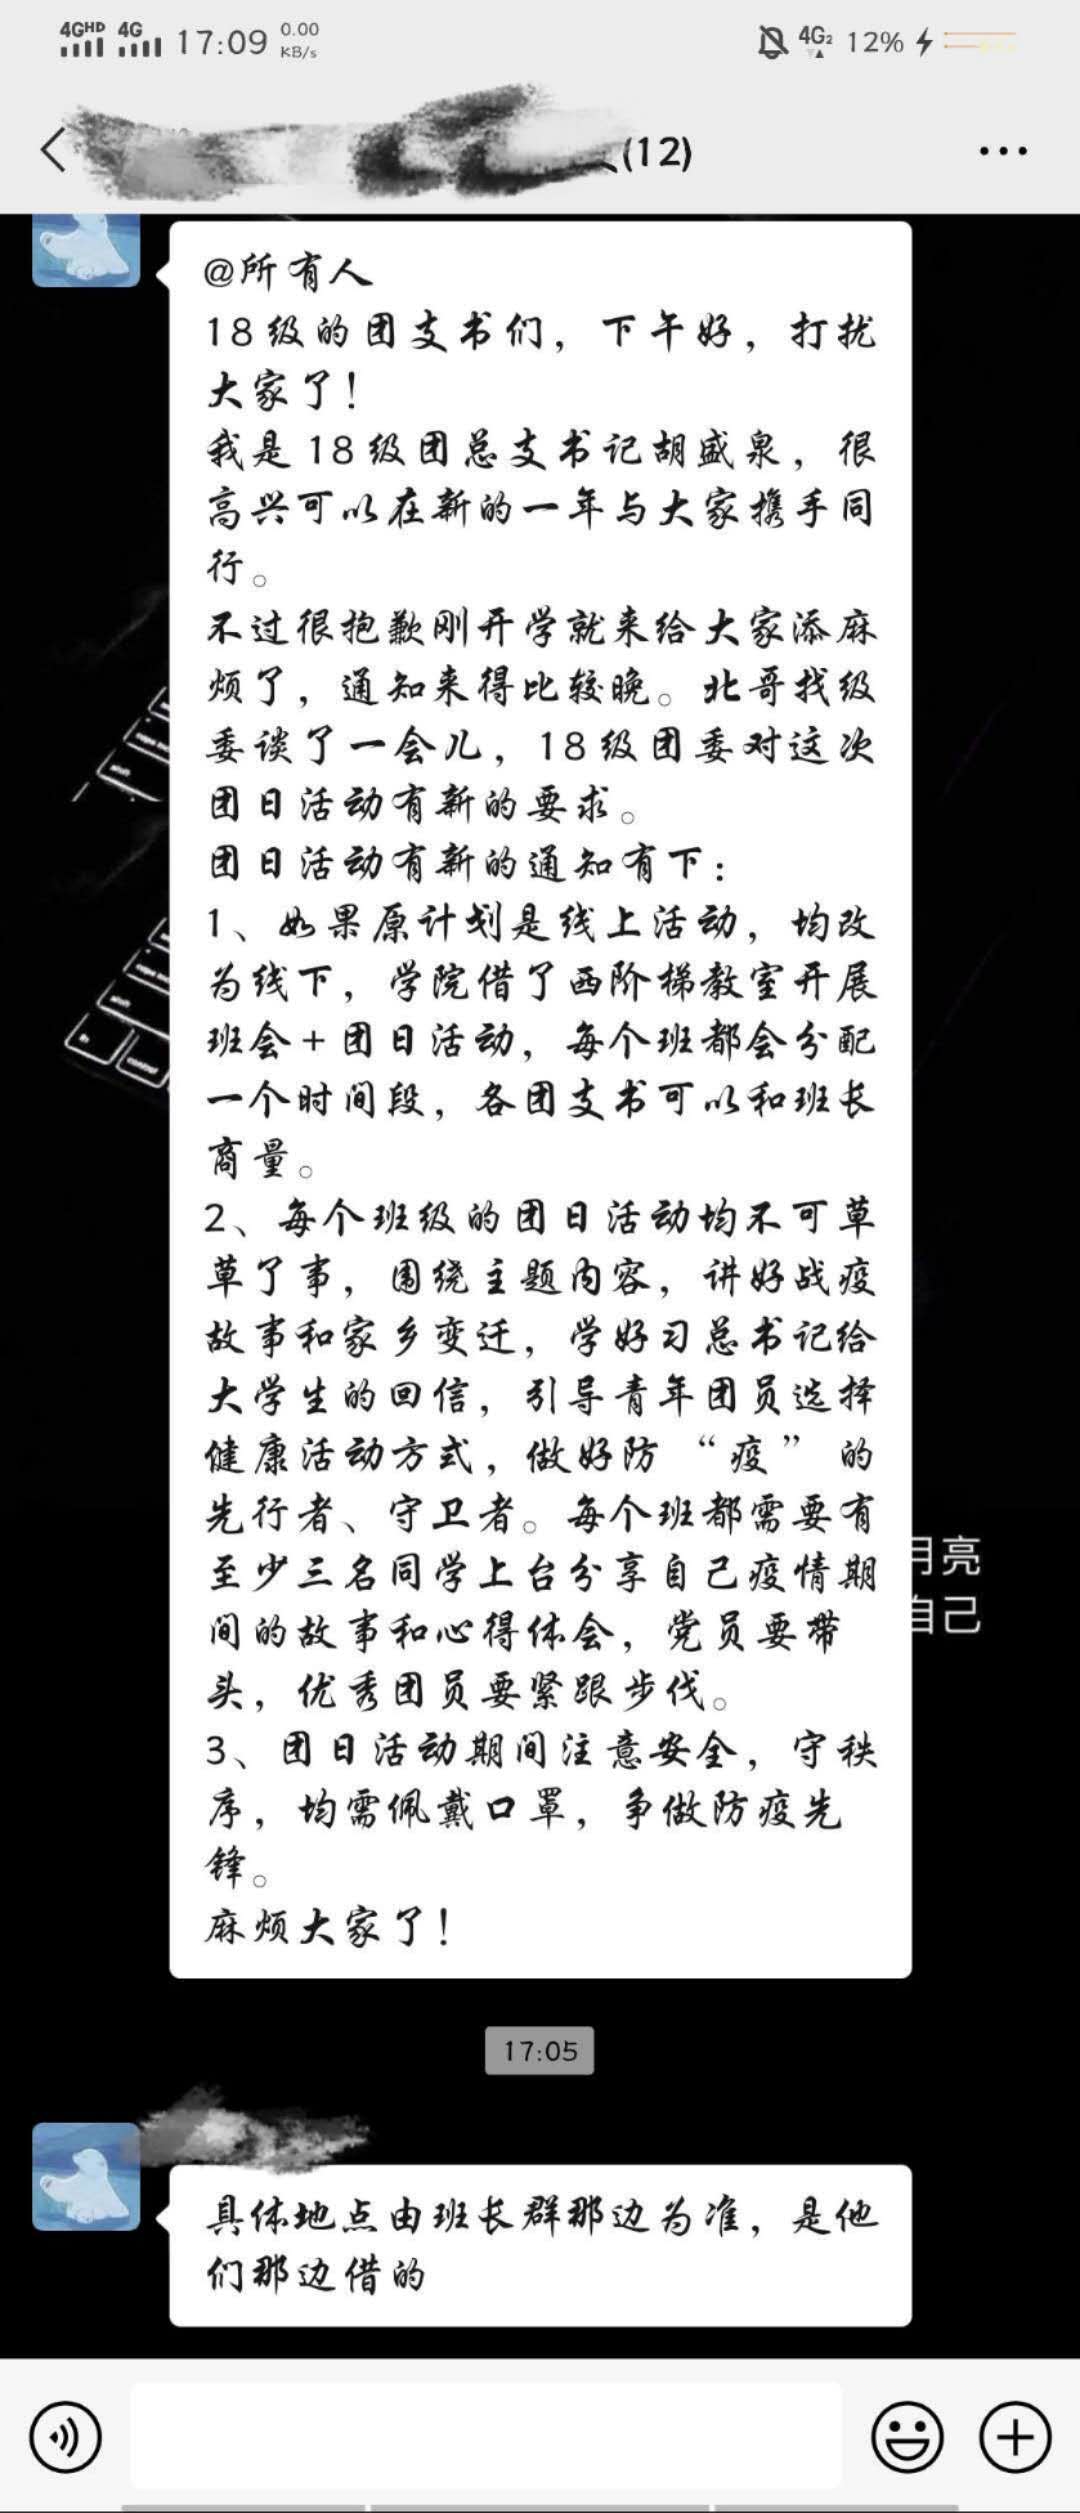 4GHD 4G 17:09 0.00 KB/s 4G2 12%
(12)
@所有人
18级的团支书们，下午好，打扰
大家了！
我是18级团总支书记胡盛泉，很
高兴可以在新的一年与大家携手同
行。
不过很抱歉刚开学就来给大家添麻
烦了，通知来得比较晚。北哥找级
委谈了一会儿，18级团委对这次
团日活动有新的要求。
团日活动有新的通知有下：
1、如果原计划是线上活动，均改
为线下，学院借了西阶梯教室开展
班会+团日活动，每个班都会分配
一个时间段，各团支书可以和班长
商量。
2、每个班级的团日活动均不可草
草了事，围绕主题内容，讲好战疫
故事和家乡变迁，学好习总书记给
大学生的回信，引导青年团员选择
健康活动方式，做好防“疫”的
先行者、守卫者。每个班都需要有
至少三名同学上台分享自己疫情期
间的故事和心得体会，党员要带
头，优秀团员要紧跟步伐。
3、团日活动期间注意安全，守秩
序，均需佩戴口罩，争做防疫先
锋。
麻烦大家了！
月亮
自己
17:05
具体地点由班长群那边为准，是他
们那边借的